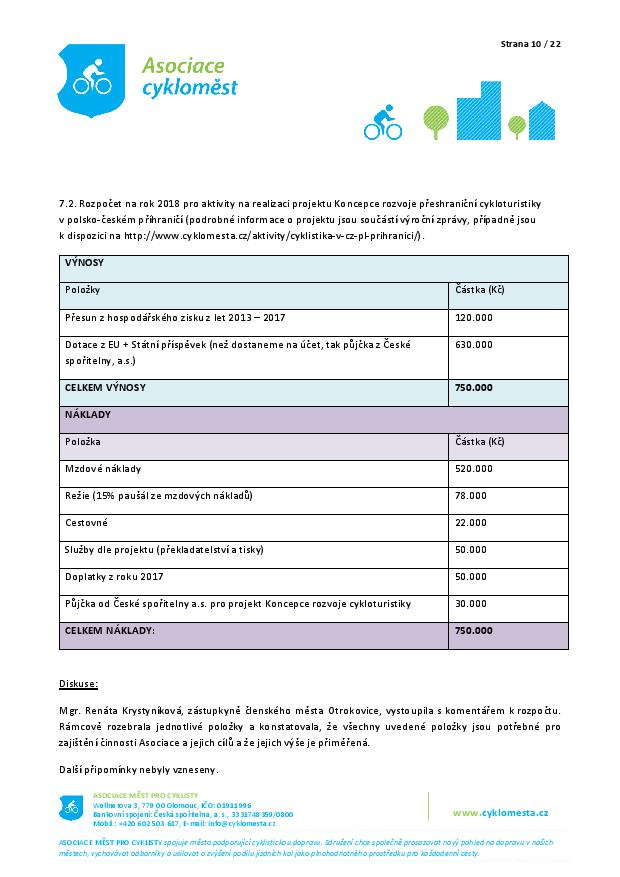 Strana 10 / 22
Asociace
cykloměst
7.2. Rozpočet na rok 2018 pro aktivity na realizaci projektu Koncepce rozvoje přeshraniční cykloturistiky
v polsko-českém příhraničí (podrobné informace o projektu jsou součástí výroční zprávy, případně jsou
k dispozici na http://www.cyklomesta.cz/aktivity/cyklistika-v-cz-pl-prihranici/).
VÝNOSY
Položky Částka (Kč)
Přesun z hospodářského zisku z let 2013 – 2017 120.000
Dotace z EU + Státní příspěvek (než dostaneme na účet, tak půjčka z České 630.000
spořitelny, a.s.)
CELKEM VÝNOSY 750.000
NÁKLADY
Položka Částka (Kč)
Mzdové náklady 520.000
Režie (15% paušál ze mzdových nákladů) 78.000
Cestovné 22.000
Služby dle projektu (překladatelství a tisky) 50.000
Doplatky z roku 2017 50.000
Půjčka od České spořitelny a.s. pro projekt Koncepce rozvoje cykloturistiky 30.000
CELKEM NÁKLADY: 750.000
Diskuse:
Mgr. Renáta Krystyníková, zástupkyně členského města Otrokovice, vystoupila s komentářem k rozpočtu.
Rámcově rozebrala jednotlivé položky a konstatovala, že všechny uvedené položky jsou potřebné pro
zajištění činnosti Asociace a jejich cílů a že jejich výše je přiměřená.
Další připomínky nebyly vzneseny.
ASOCIACE MĚST PRO CYKLISTY
Wellnerova 3, 779 00 Olomouc, IČO: 01911996
Bankovní spojení: Česká spořitelna, a. s., 3331748359/0800
Mobil.: +420 602 503 617, E-mail: info@cyklomesta.cz
www.cyklomesta.cz
ASOCIACE MĚST PRO CYKLISTY spojuje města podporující cyklistickou dopravu. Sdružení chce společně prosazovat nový pohled na dopravu v našich
městech, vychovávat odborníky a usilovat o zvýšení podílu jízdních kol jako plnohodnotného prostředku pro každodenní cesty.